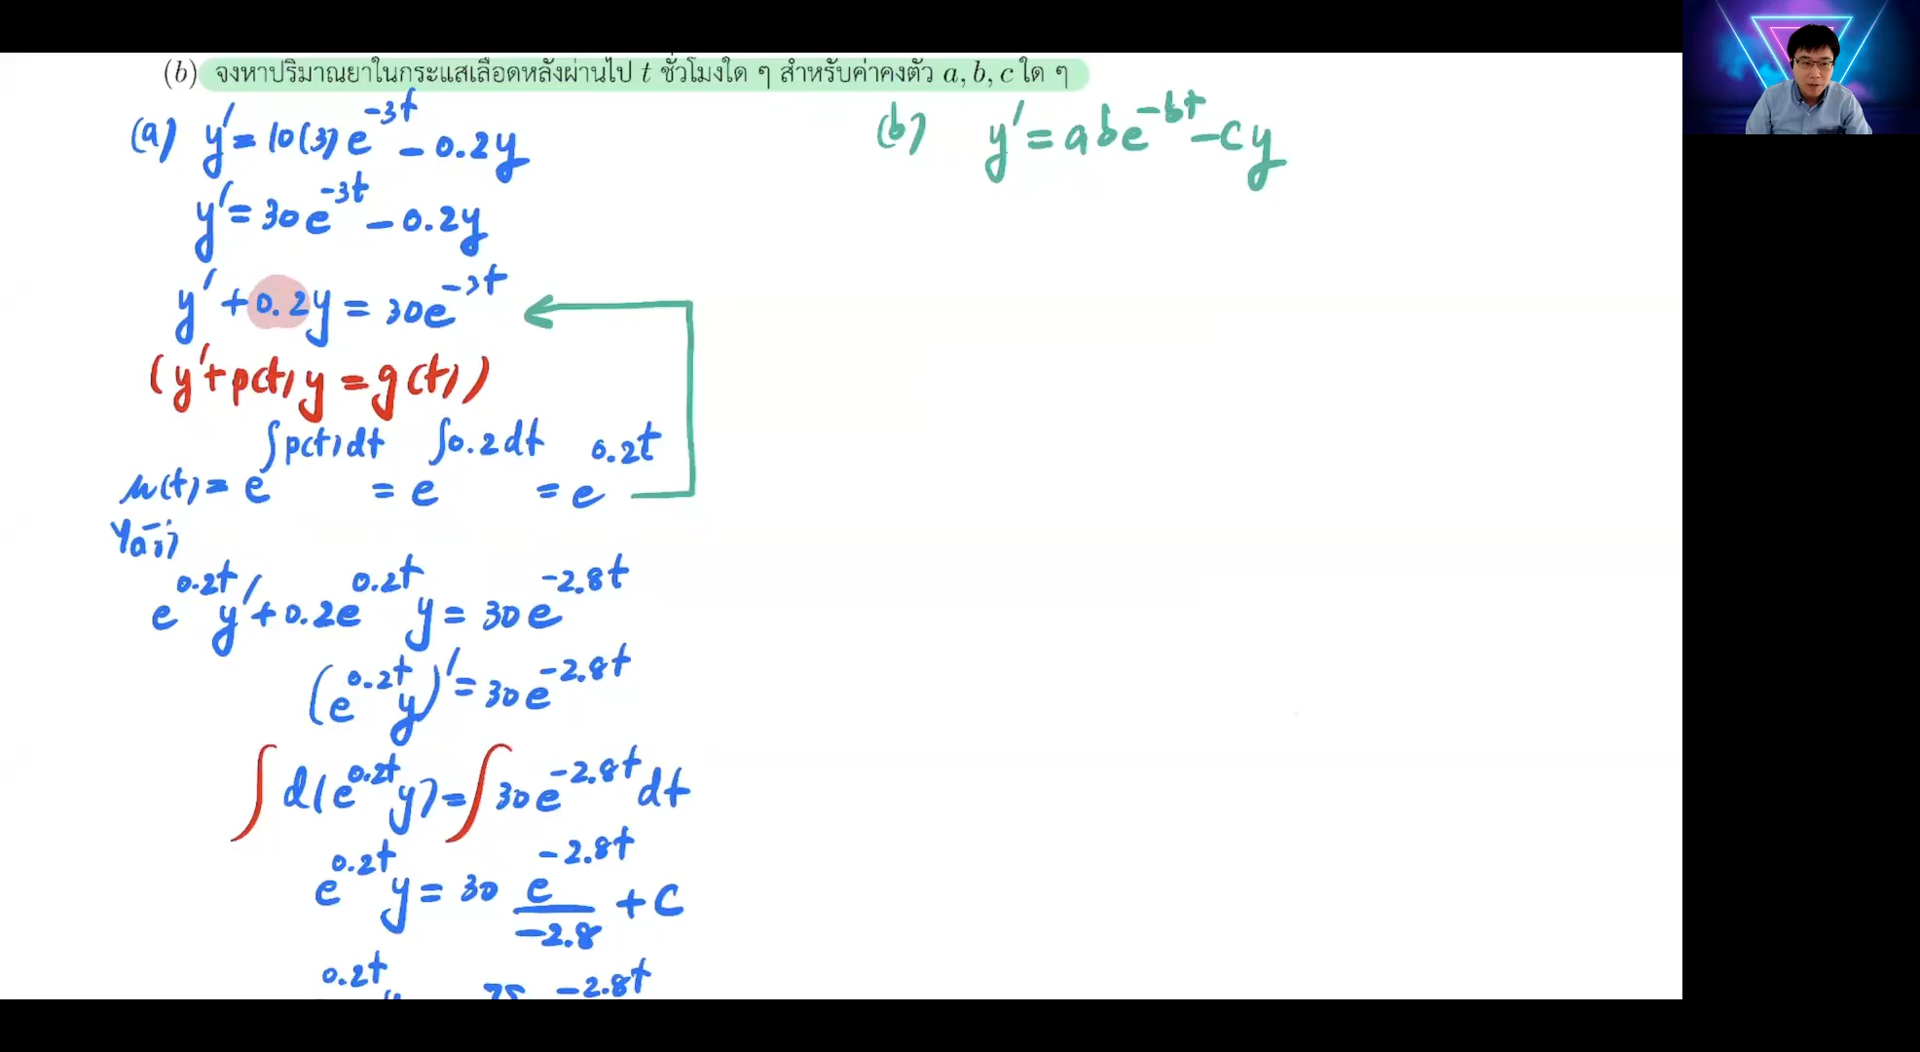 (b) จงหาปริมาณยาในกระแสเลือดหลังผ่านไป t ชั่วโมงใด ๆ สำหรับค่าคงตัว a, b, c ใด ๆ
(a) y' = 10(3)e^{-3t} - 0.2y
y' = 30e^{-3t} - 0.2y
y' + 0.2y = 30e^{-3t}
(y' + p(t)y = g(t))
μ(t) = e^{∫p(t)dt} = e^{∫0.2dt} = e^{0.2t}
e^{0.2t}y' + 0.2e^{0.2t}y = 30e^{-2.8t}
(e^{0.2t}y)' = 30e^{-2.8t}
∫d(e^{0.2t}y) = ∫30e^{-2.8t}dt
e^{0.2t}y = 30 e^{-2.8t}/-2.8 + C
0.2t 75 -2.8t
(b) y' = abe^{-bt} - cy